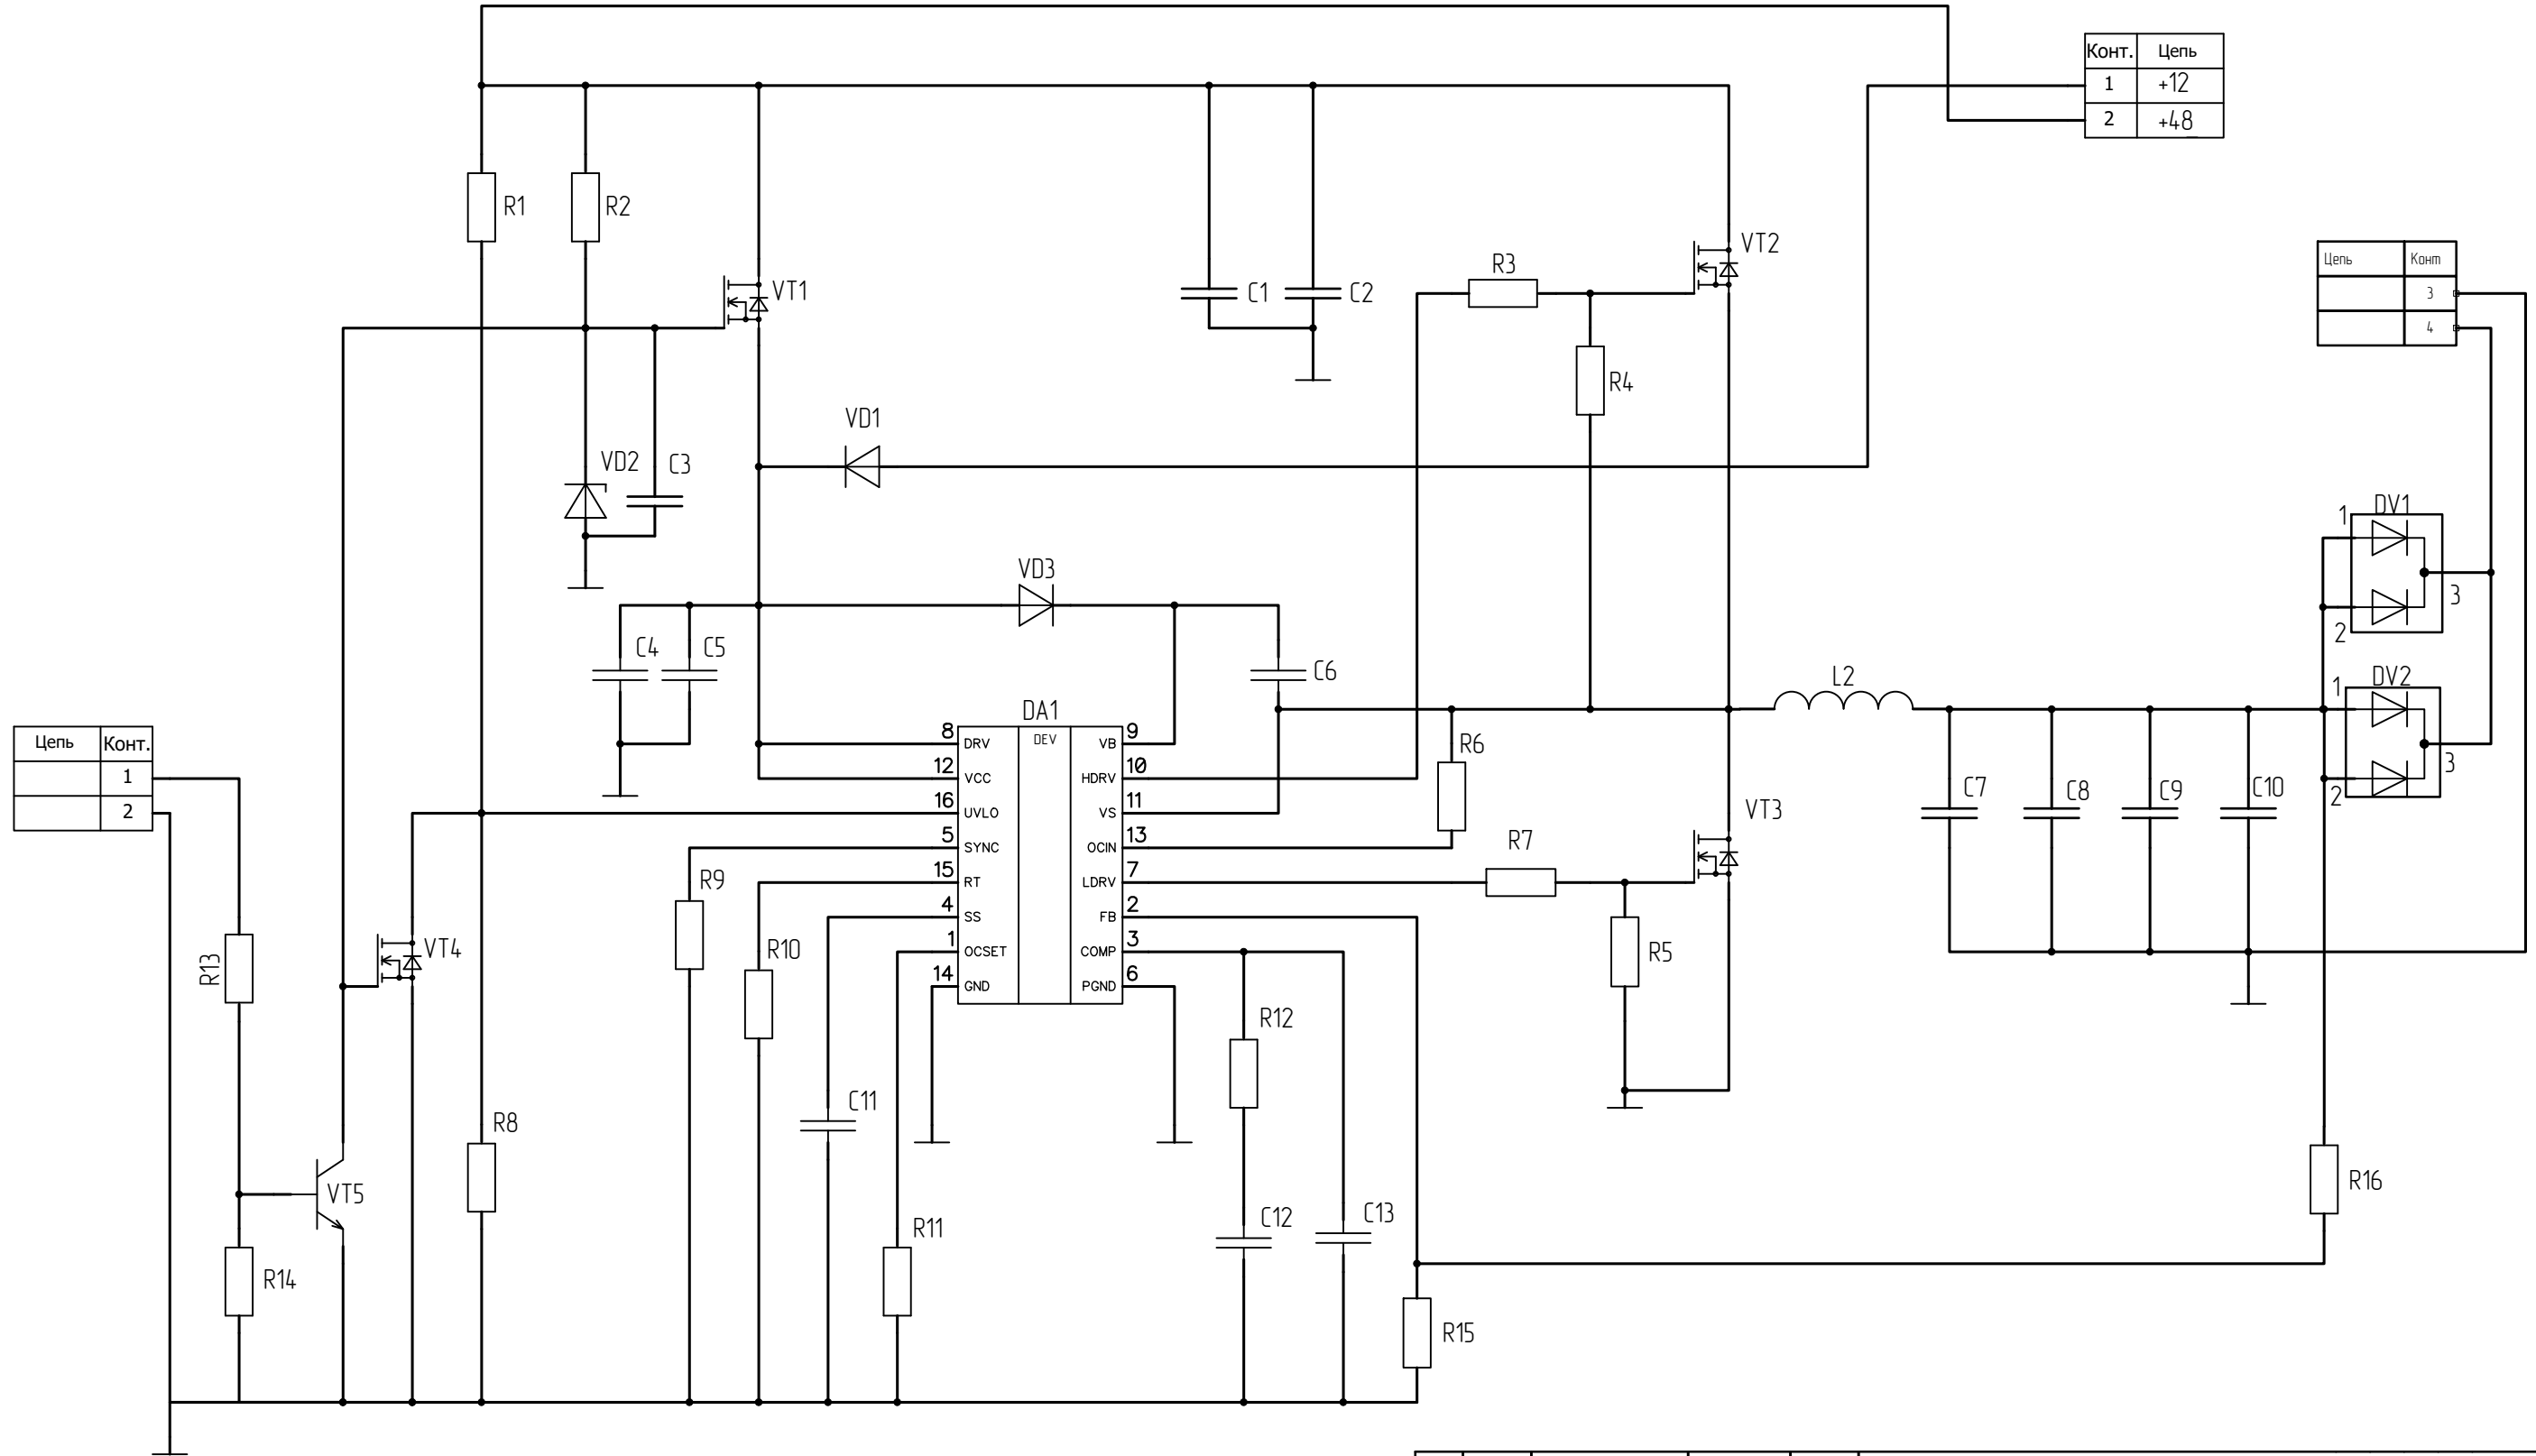 Конт. Цепь
1 +12
2 +48
R1
R2
VT1
C1
C2
R3
VT2
R4
Цепь Конт
3
4
VD1
VD2
C3
VD3
C4
C5
C6
DV1
1
2
3
DV2
1
2
3
L2
Цепь Конт.
1
2
DA1
DEV
8 DRV VB 9
12 VCC HDRV 10
16 UVLO VS 11
5 SYNC OCIN 13
15 RT LDRV 7
4 SS FB 2
1 OCSET COMP 3
14 GND PGND 6
R6
R7
VT3
C7
C8
C9
C10
R9
R10
VT4
R13
R5
R12
C11
R8
VT5
R14
R11
C12
C13
R15
R16